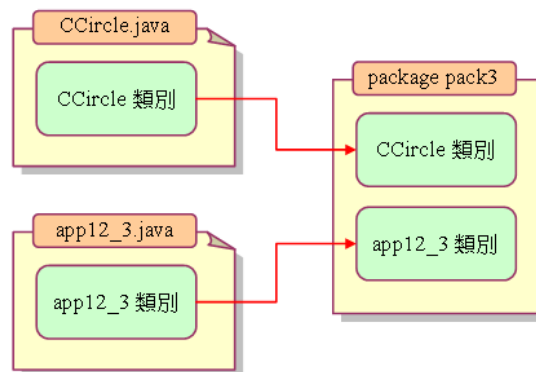 CCircle.java
CCircle 類別
app12_3.java
app12_3 類別
package pack3
CCircle 類別
app12_3 類別